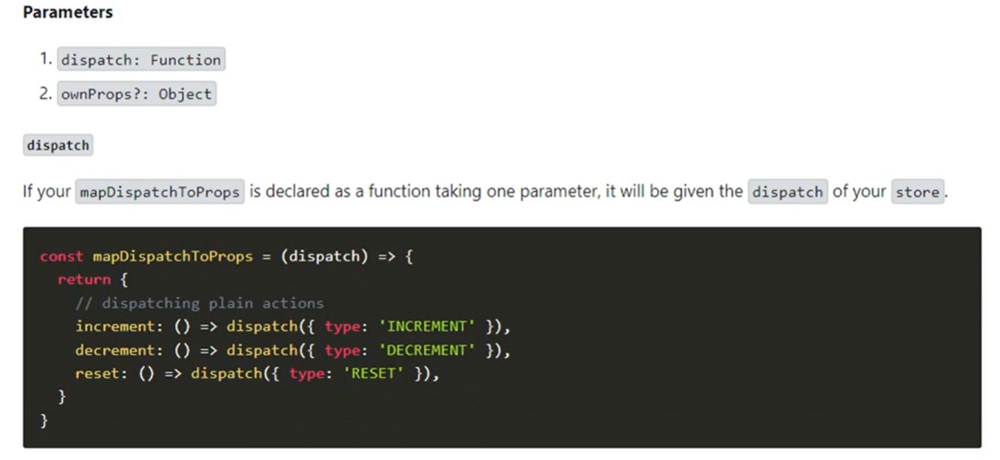 Parameters
1. dispatch: Function
2. ownProps?: Object
dispatch
If your mapDispatchToProps is declared as a function taking one parameter, it will be given the dispatch of your store.
const mapDispatchToProps = (dispatch) => {
  return {
    // dispatching plain actions
    increment: () => dispatch({ type: 'INCREMENT' }),
    decrement: () => dispatch({ type: 'DECREMENT' }),
    reset: () => dispatch({ type: 'RESET' }),
  }
}